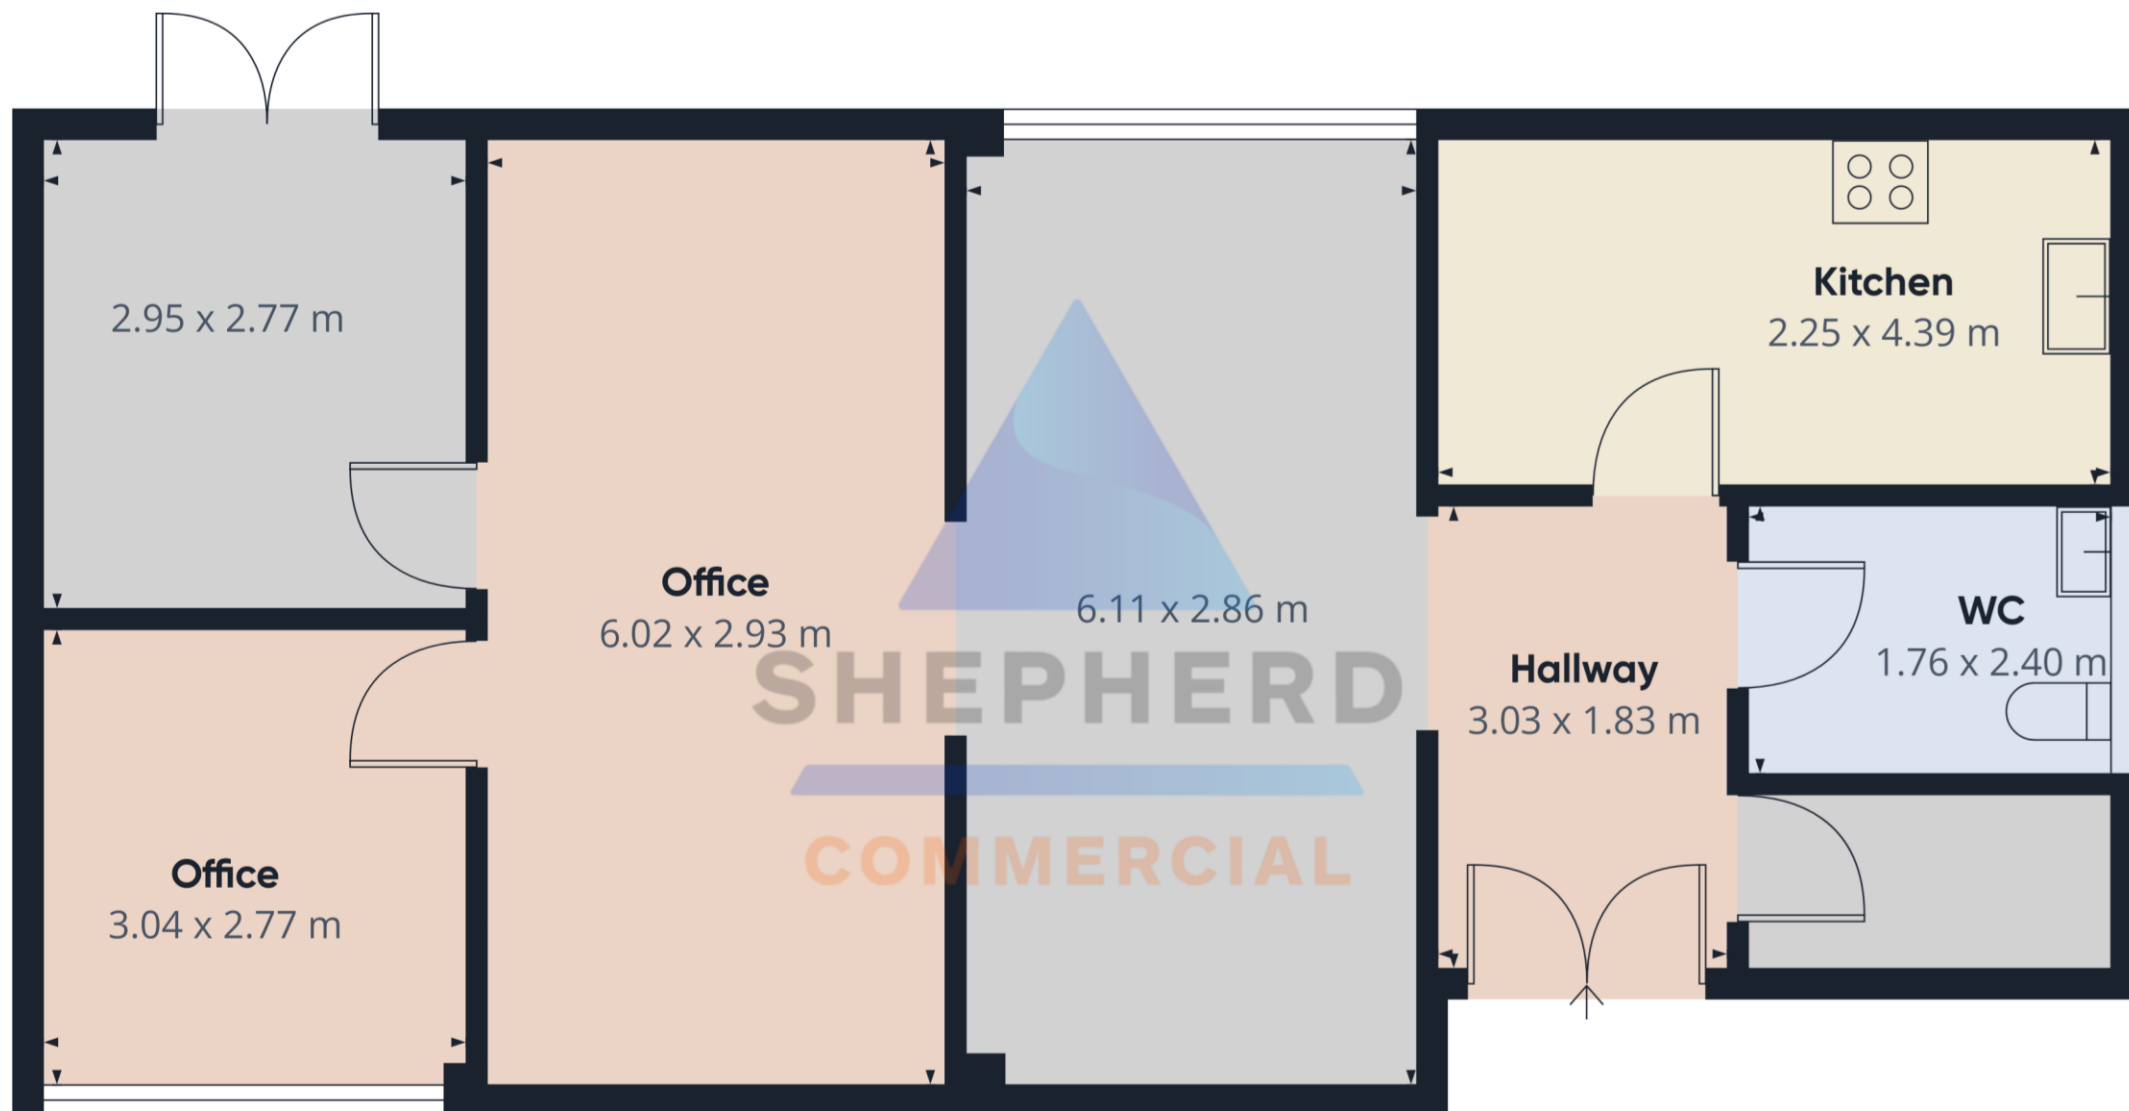 2.95 x 2.77 m
Office
6.02 x 2.93 m
6.11 x 2.86 m
Kitchen
2.25 x 4.39 m
WC
1.76 x 2.40 m
Hallway
3.03 x 1.83 m
Office
3.04 x 2.77 m
SHEPHERD
COMMERCIAL